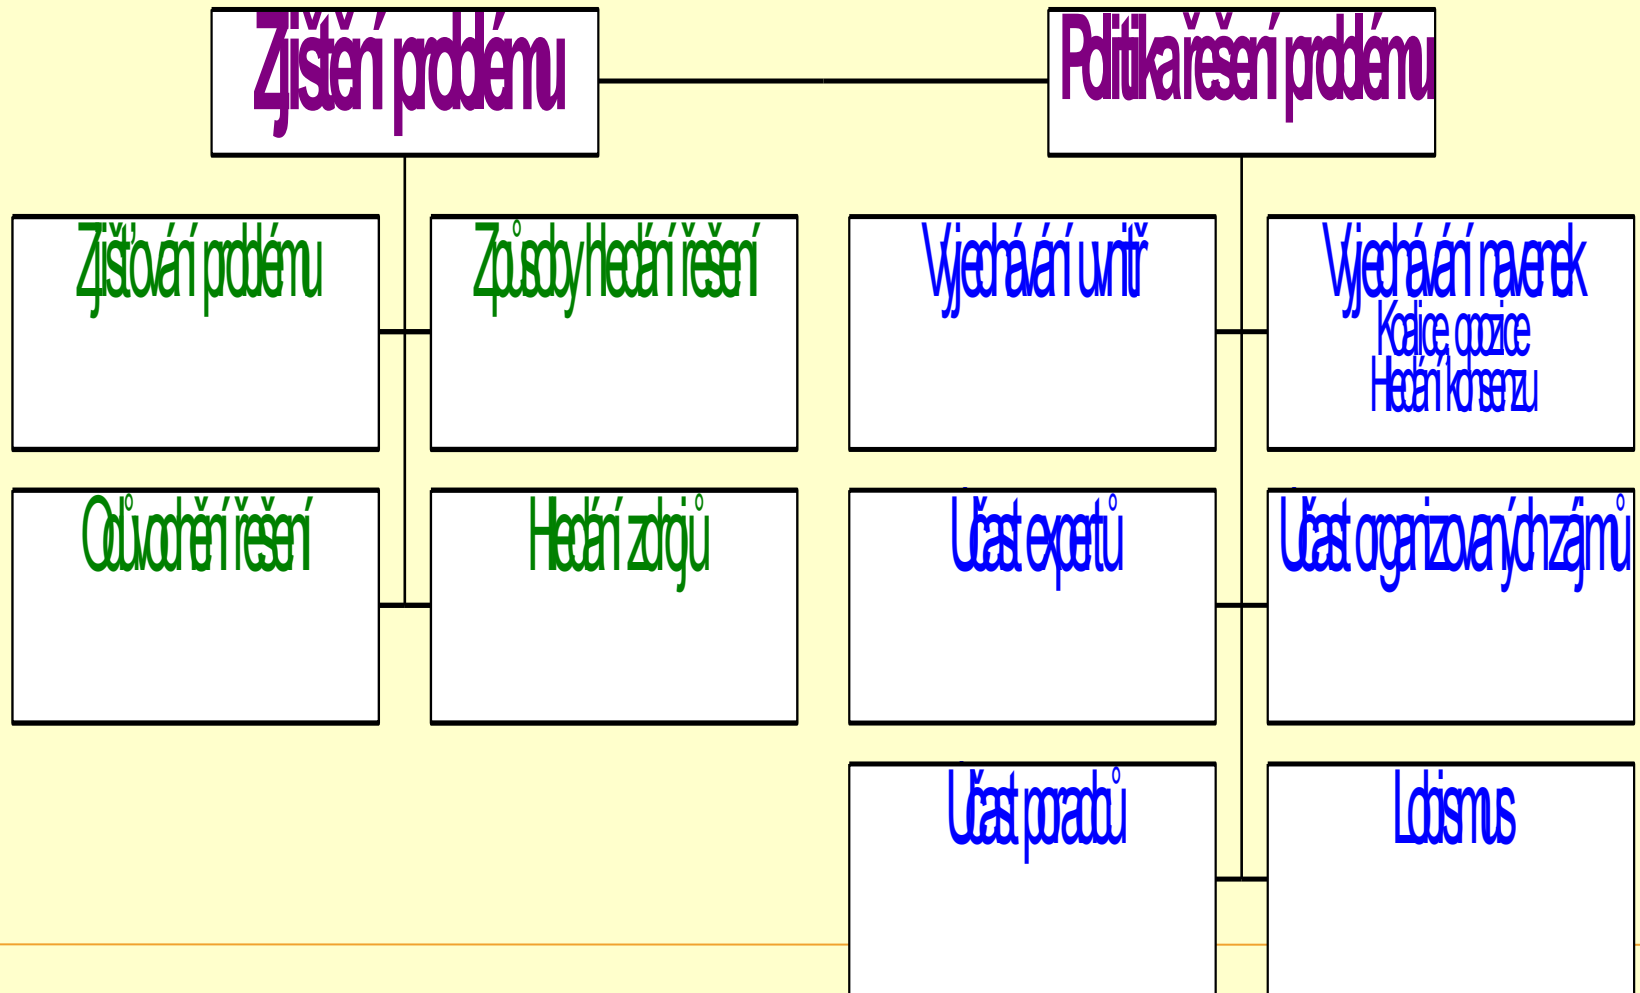 Zjištění problému
Politika řešení problému
Zjišťování problému
Způsoby hledání řešení
Vyjednávání uvnitř
Vyjednávání navenek
Koalice, opozice
Hledání konsenzu
Odůvodnění řešení
Hledání zdrojů
Účast expertů
Účast organizovaných zájmů
Účast poradců
Lobismus